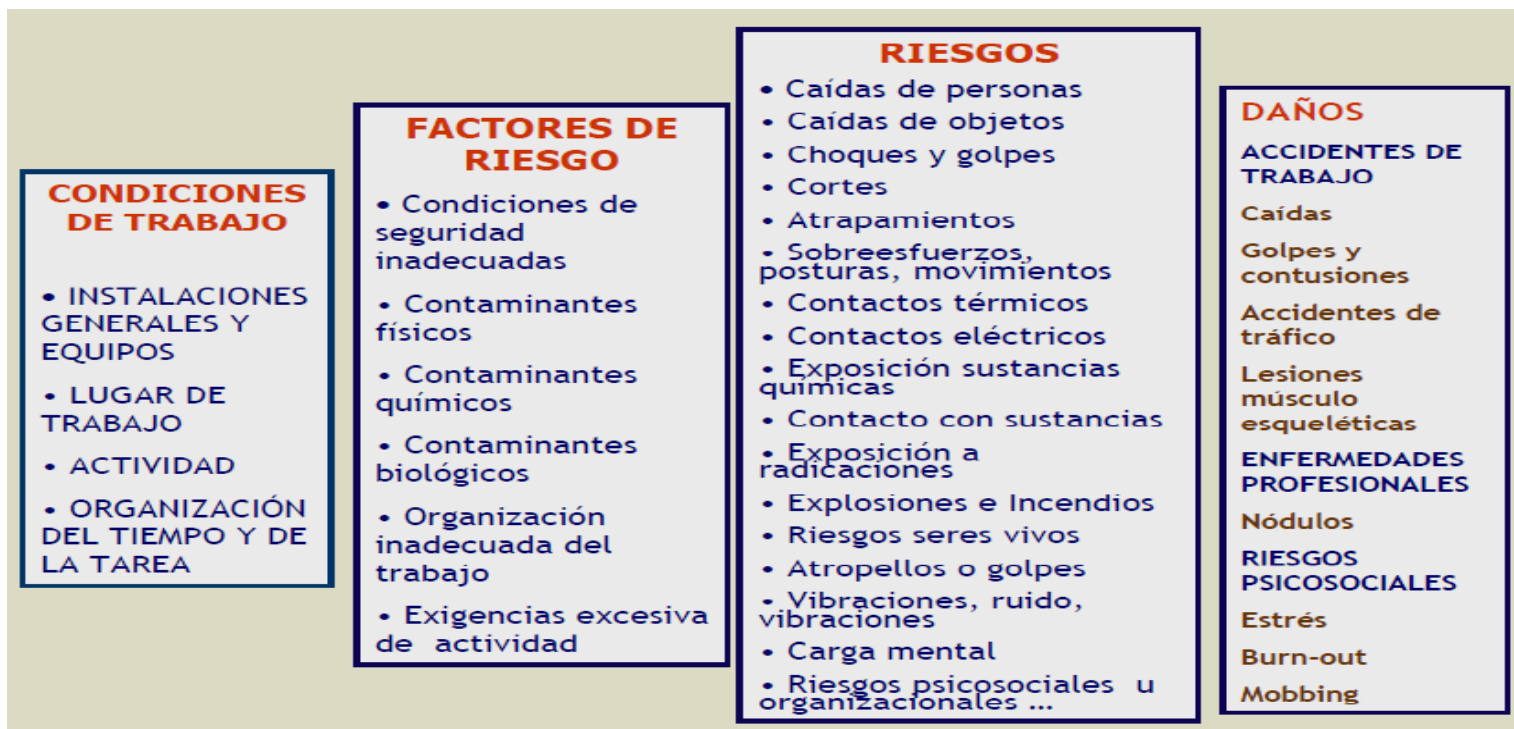 CONDICIONES
DE TRABAJO
• INSTALACIONES
GENERALES Y
EQUIPOS
• LUGAR DE
TRABAJO
• ACTIVIDAD
• ORGANIZACIÓN
DEL TIEMPO Y DE
LA TAREA
FACTORES DE
RIESGO
• Condiciones de
seguridad
inadecuadas
• Contaminantes
físicos
• Contaminantes
químicos
• Contaminantes
biológicos
• Organización
inadecuada del
trabajo
• Exigencias excesiva
de actividad
RIESGOS
• Caídas de personas
• Caídas de objetos
• Choques y golpes
• Cortes
• Atrapamientos
• Sobreesfuerzos,
posturas, movimientos
• Contactos térmicos
• Contactos eléctricos
• Exposición sustancias
químicas
• Contacto con sustancias
• Exposición a
radicaciones
• Explosiones e Incendios
• Riesgos seres vivos
• Atropellos o golpes
• Vibraciones, ruido,
vibraciones
• Carga mental
• Riesgos psicosociales u
organizacionales ...
DAÑOS
ACCIDENTES DE
TRABAJO
Caídas
Golpes y
contusiones
Accidentes de
tráfico
Lesiones
músculo
esqueléticas
ENFERMEDADES
PROFESIONALES
Nódulos
RIESGOS
PSICOSOCIALES
Estrés
Burn-out
Mobbing